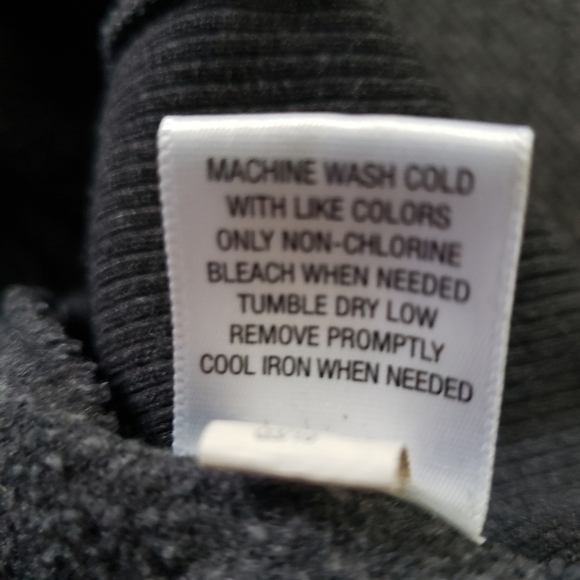 MACHINE WASH COLD
WITH LIKE COLORS
ONLY NON-CHLORINE
BLEACH WHEN NEEDED
TUMBLE DRY LOW
REMOVE PROMPTLY
COOL IRON WHEN NEEDED